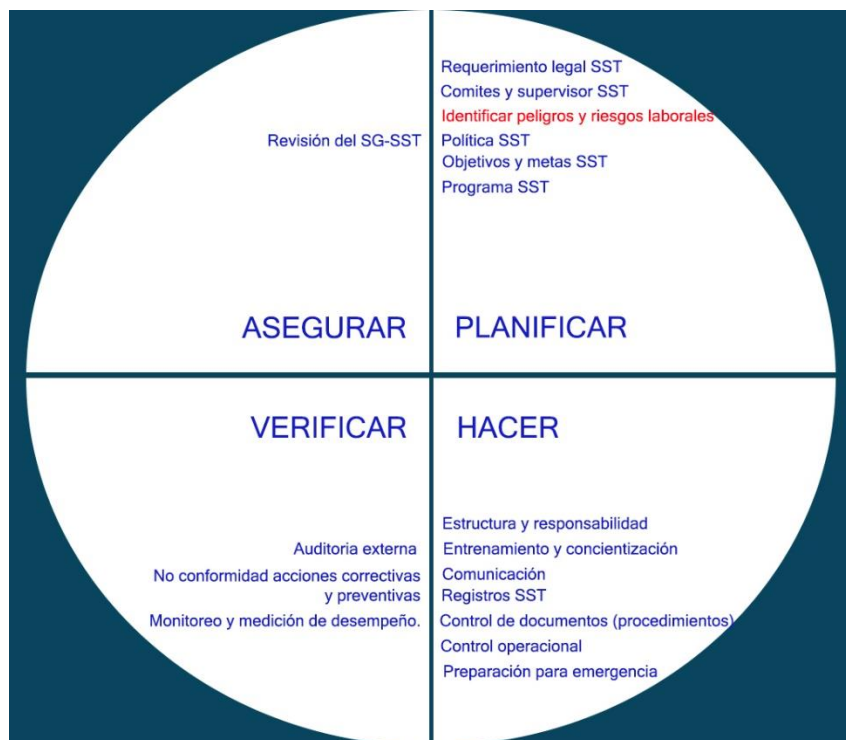 Requerimiento legal SST
Comites y supervisor SST
Identificar peligros y riesgos laborales
Revisión del SG-SST
Política SST
Objetivos y metas SST
Programa SST
ASEGURAR
PLANIFICAR
VERIFICAR
HACER
Estructura y responsabilidad
Auditoria externa
Entrenamiento y concientización
No conformidad acciones correctivas
y preventivas
Comunicación
Registros SST
Monitoreo y medición de desempeño.
Control de documentos (procedimientos)
Control operacional
Preparación para emergencia